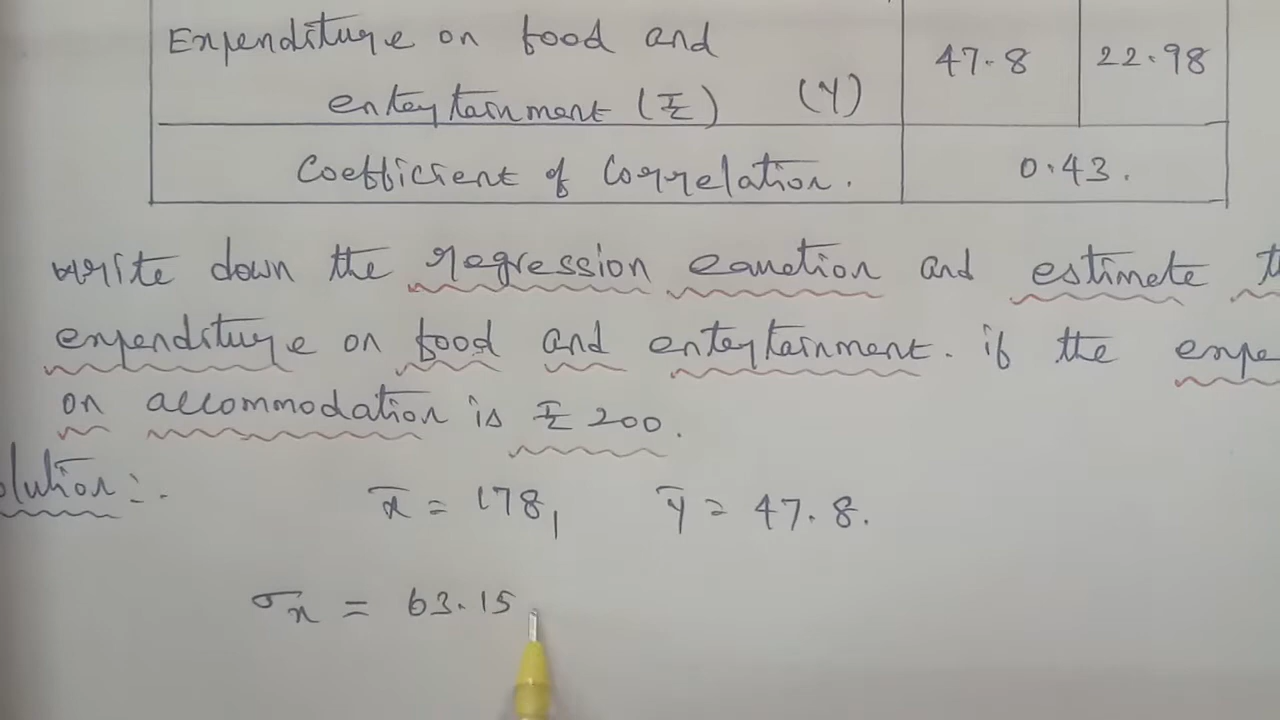 Expenditure on food and 47.8 22.98
entertainment (₹) (Y)
Coefficient of Correlation. 0.43.
write down the regression equation and estimate
expenditure on food and entertainment. if the
on accommodation is ₹ 200.
x̄ = 178, ȳ = 47.8.
σx = 63.15